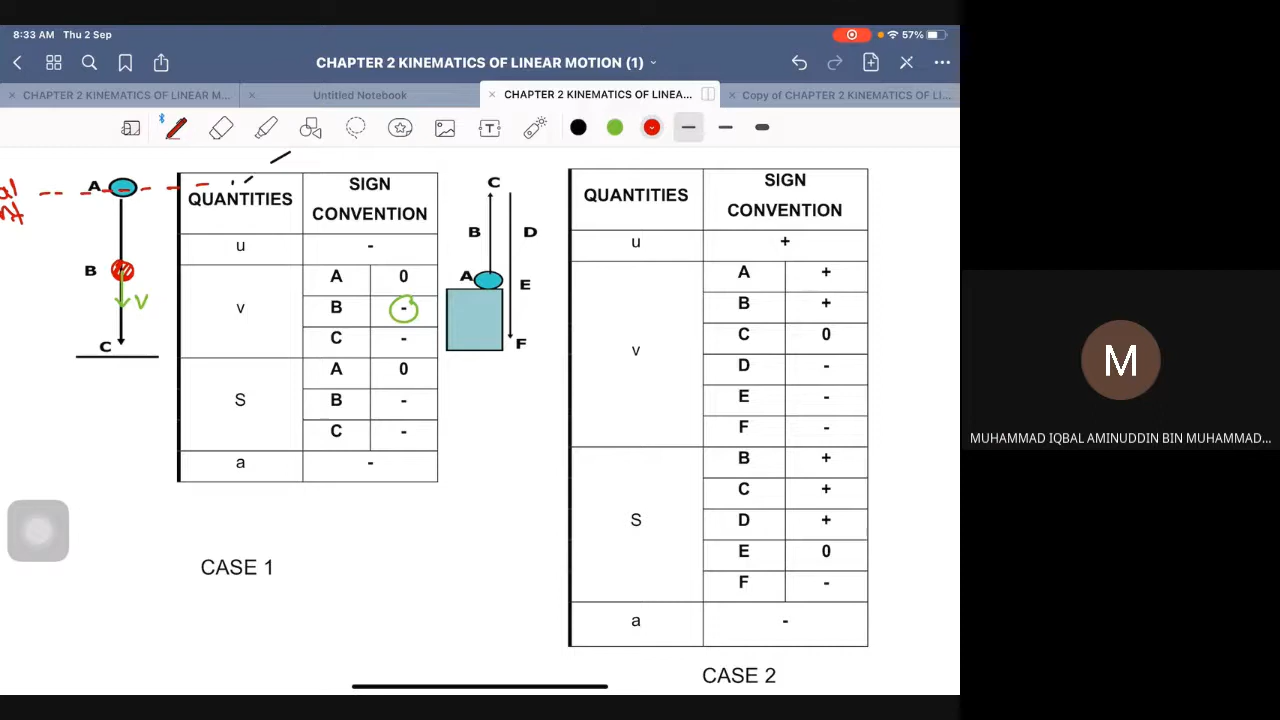 8:33 AM Thu 2 Sep
57%
CHAPTER 2 KINEMATICS OF LINEAR MOTION (1)
CHAPTER 2 KINEMATICS OF LINEAR M...
Untitled Notebook
CHAPTER 2 KINEMATICS OF LINEA...
Copy of CHAPTER 2 KINEMATICS OF LI...
A
B
V
C
QUANTITIES
SIGN
CONVENTION
u -
v
A 0
B -
C -
S
A 0
B -
C -
a -
CASE 1
C
B
D
A
E
F
QUANTITIES
SIGN
CONVENTION
u +
v
A +
B +
C 0
D -
E -
F -
S
B +
C +
D +
E 0
F -
a -
CASE 2
M
MUHAMMAD IQBAL AMINUDDIN BIN MUHAMMAD...